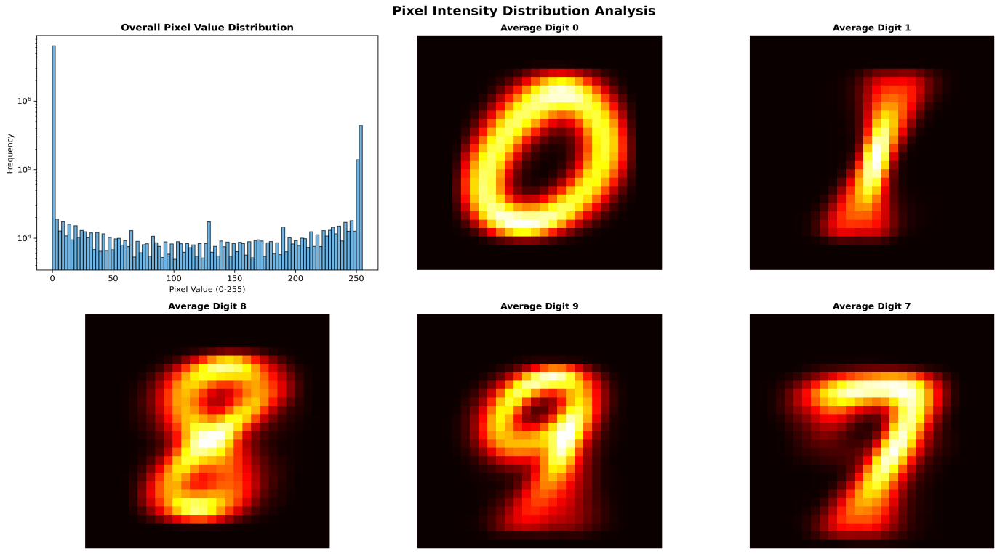 Pixel Intensity Distribution Analysis
Overall Pixel Value Distribution
Average Digit 0
Average Digit 1
Frequency
10⁶
10⁵
10⁴
0 50 100 150 200 250
Pixel Value (0-255)
Average Digit 8
Average Digit 9
Average Digit 7